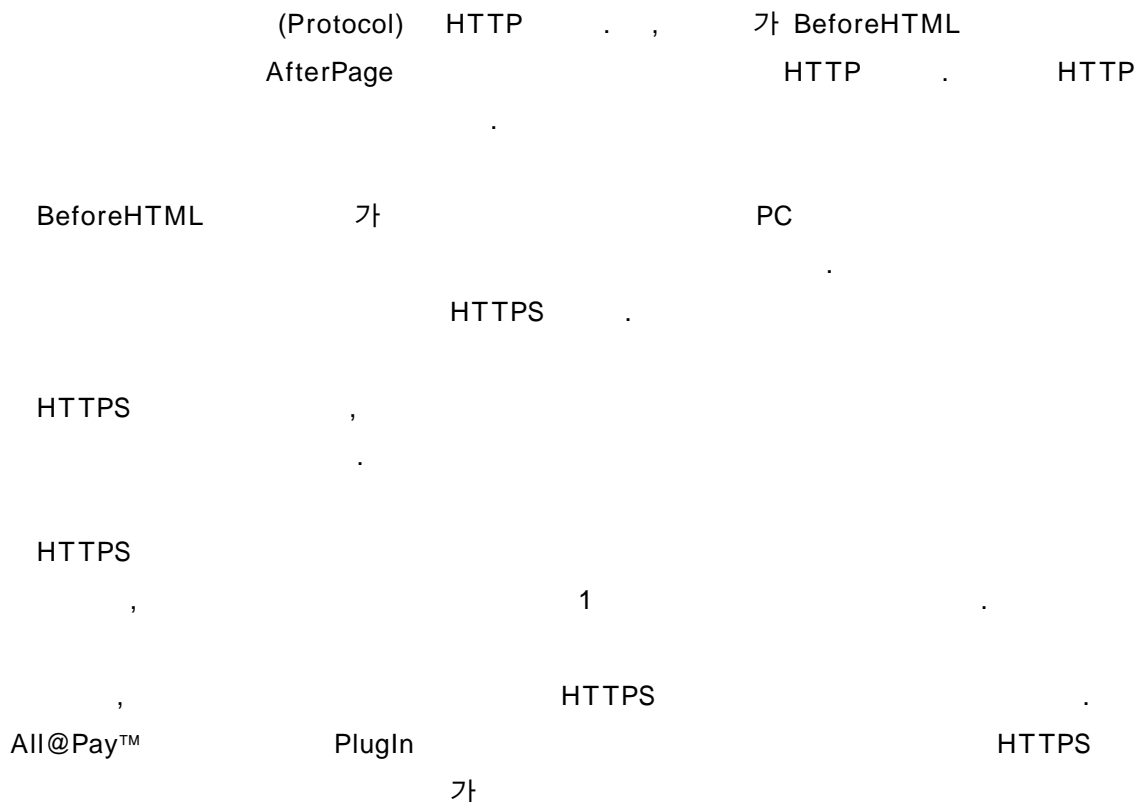 (Protocol) HTTP . , 가 BeforeHTML
AfterPage HTTP . HTTP
.
BeforeHTML 가 PC
.
HTTPS .
HTTPS ,
.
HTTPS
, 1 .
, HTTPS .
All@Pay™ PlugIn HTTPS
가